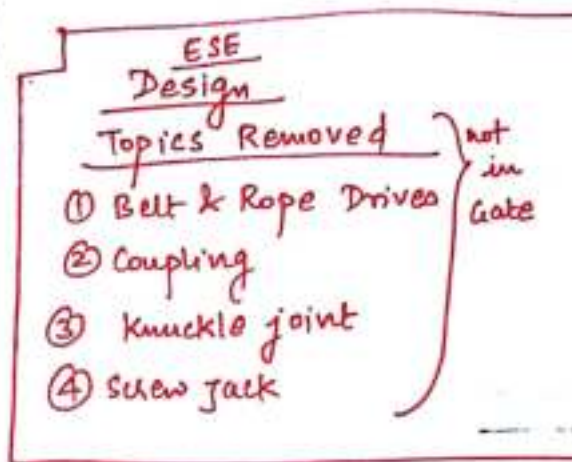 ESE
Design
Topics Removed
① Belt & Rope Drives
② Coupling
③ Knuckle joint
④ Screw Jack
not
in
Gate